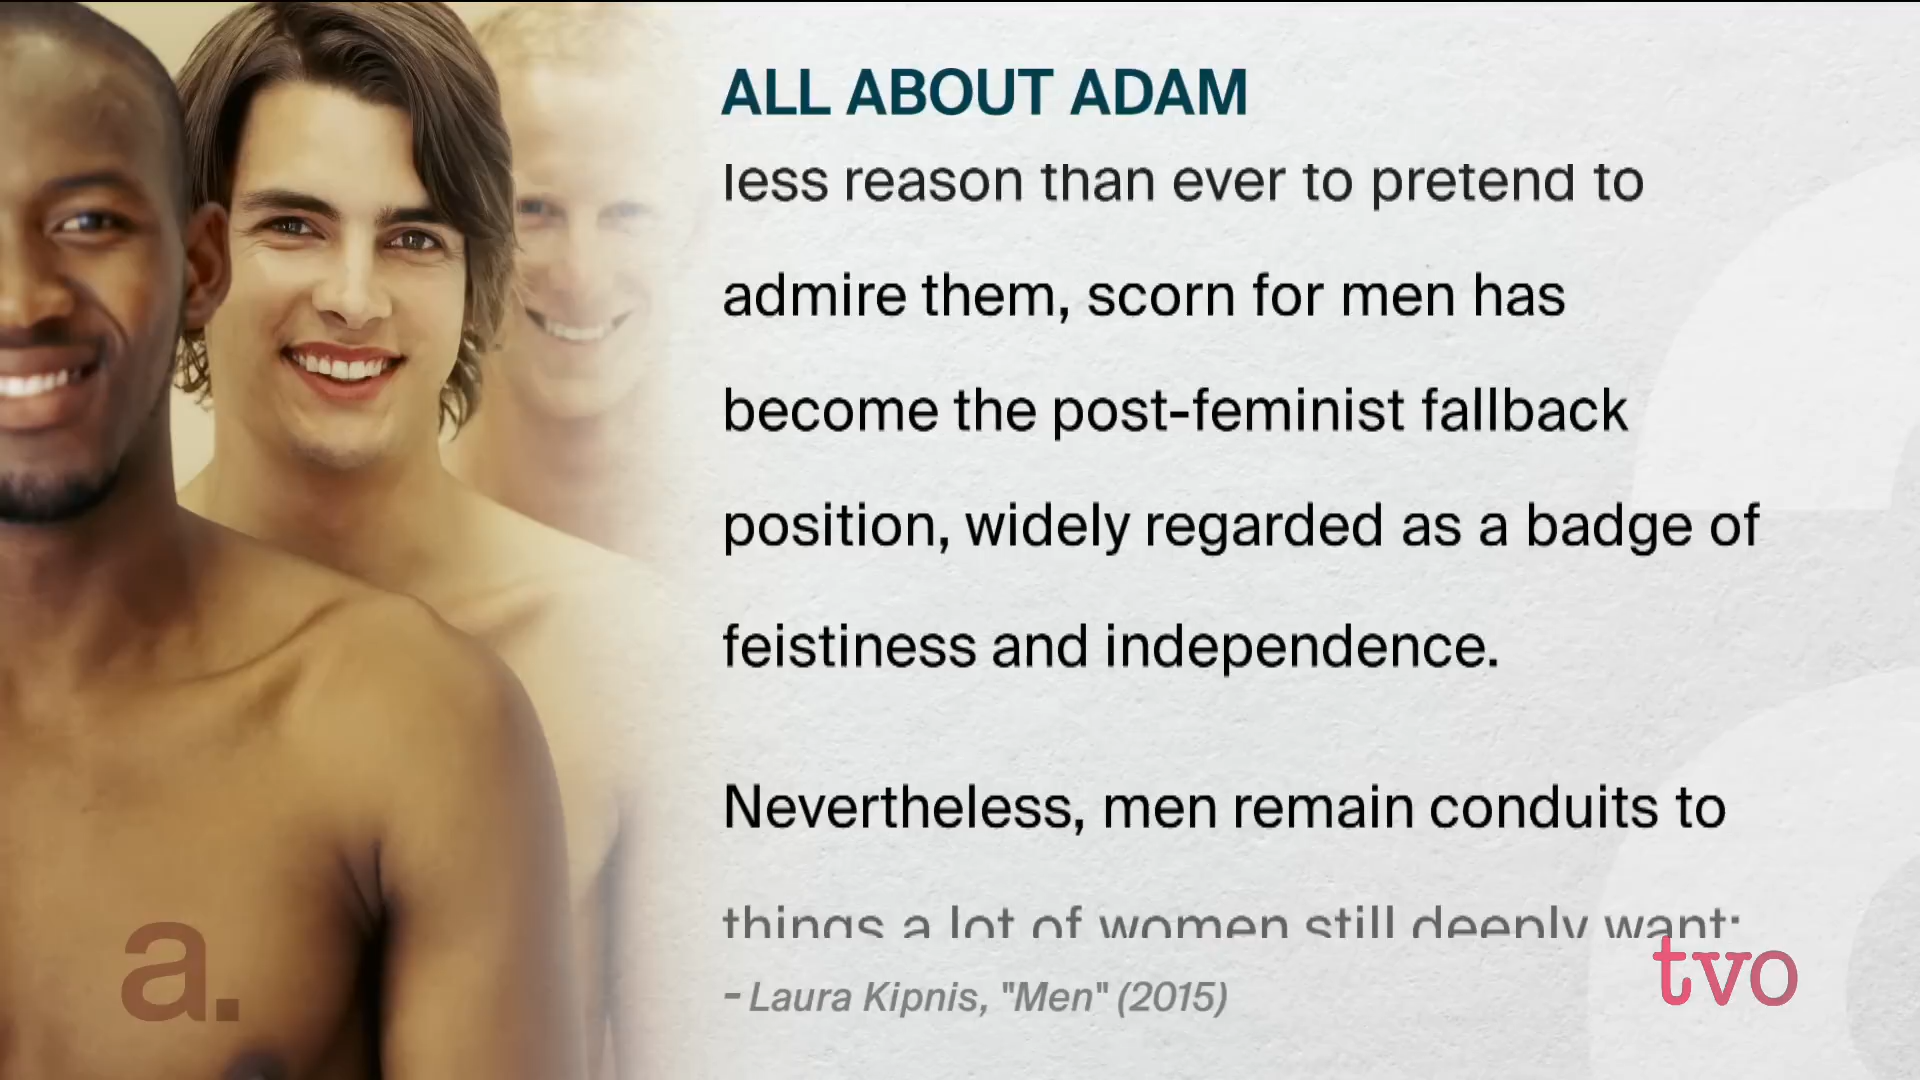 ALL ABOUT ADAM
less reason than ever to pretend to
admire them, scorn for men has
become the post-feminist fallback
position, widely regarded as a badge of
feistiness and independence.
Nevertheless, men remain conduits to
things a lot of women still deeply want:
- Laura Kipnis, "Men" (2015)
a.
tvo